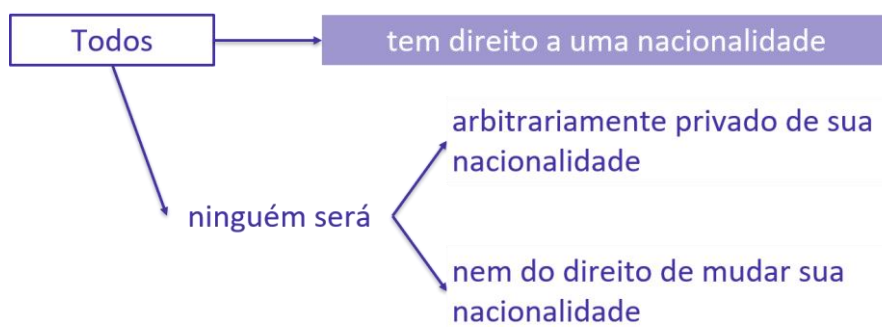 Todos
tem direito a uma nacionalidade
arbitrariamente privado de sua
nacionalidade
ninguém será
nem do direito de mudar sua
nacionalidade